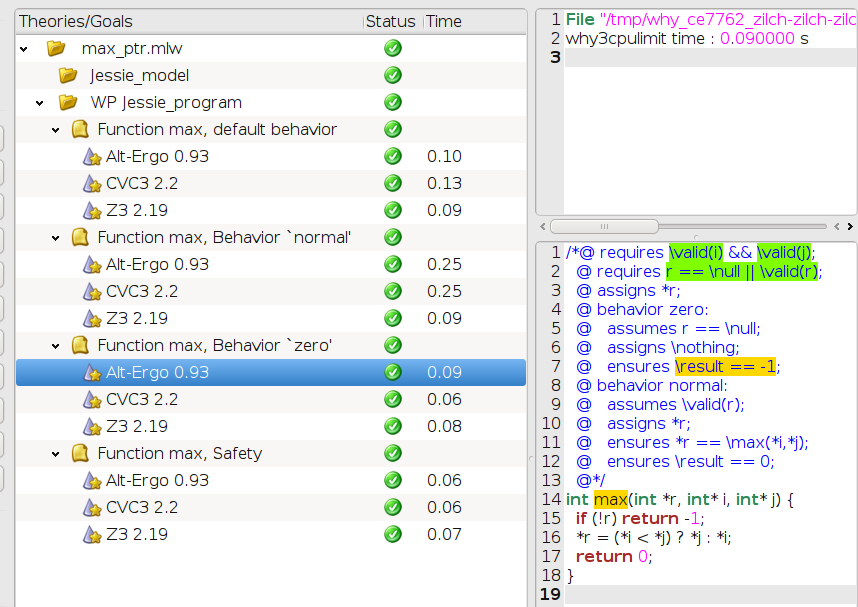 Theories/Goals Status Time
max_ptr.mlw
Jessie_model
WP Jessie_program
Function max, default behavior
Alt-Ergo 0.93 0.10
CVC3 2.2 0.13
Z3 2.19 0.09
Function max, Behavior `normal'
Alt-Ergo 0.93 0.25
CVC3 2.2 0.25
Z3 2.19 0.09
Function max, Behavior `zero'
Alt-Ergo 0.93 0.09
CVC3 2.2 0.06
Z3 2.19 0.08
Function max, Safety
Alt-Ergo 0.93 0.06
CVC3 2.2 0.06
Z3 2.19 0.07
1 File "/tmp/why_ce7762_zilch-zilch-zilc
2 why3cpulimit time : 0.090000 s
3
1 /*@ requires \valid(i) && \valid(j);
2 @ requires r == \null || \valid(r);
3 @ assigns *r;
4 @ behavior zero:
5 @ assumes r == \null;
6 @ assigns \nothing;
7 @ ensures \result == -1;
8 @ behavior normal:
9 @ assumes \valid(r);
10 @ assigns *r;
11 @ ensures *r == \max(*i,*j);
12 @ ensures \result == 0;
13 @*/
14 int max(int *r, int* i, int* j) {
15 if (!r) return -1;
16 *r = (*i < *j) ? *j : *i;
17 return 0;
18 }
19